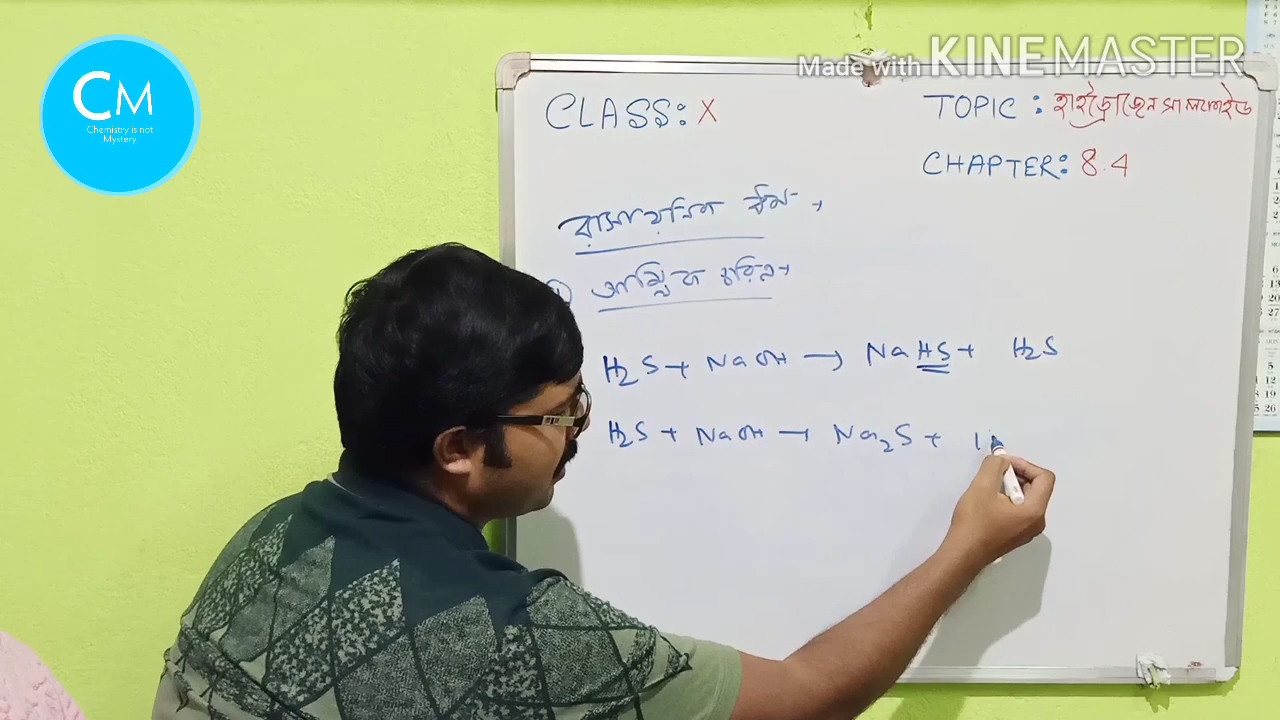 CM
Chemistry is not
Mystery
Made with KINEMASTER
CLASS: X
TOPIC : হাইড্রোজেন সালফাইড
CHAPTER: 8.4
রাসায়নিক ধর্ম →
আম্লিক চরিত্র →
H2S + NaOH → NaHS + H2S
H2S + NaOH → Na2S +